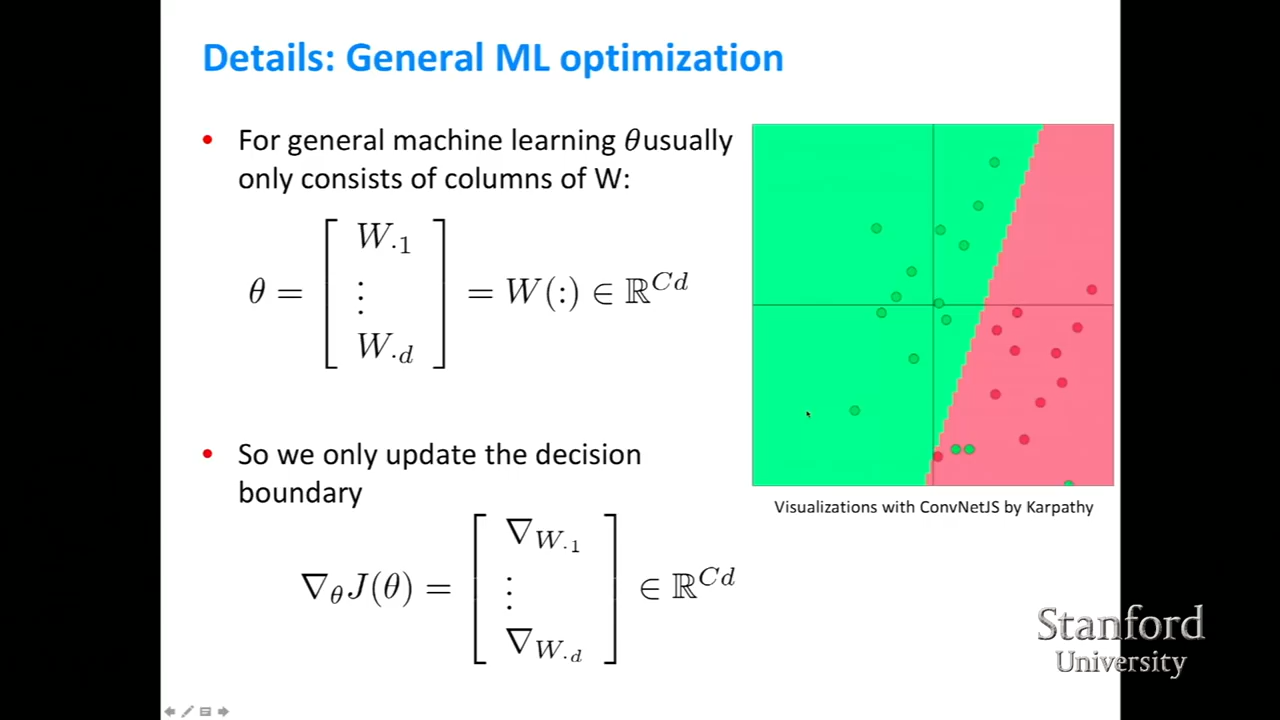 Details: General ML optimization
• For general machine learning θ usually
only consists of columns of W:
θ = [ W·1 ⋮ W·d ] = W(:) ∈ ℝ^{Cd}
• So we only update the decision
boundary
∇_θ J(θ) = [ ∇_{W·1} ⋮ ∇_{W·d} ] ∈ ℝ^{Cd}
Visualizations with ConvNetJS by Karpathy
Stanford
University